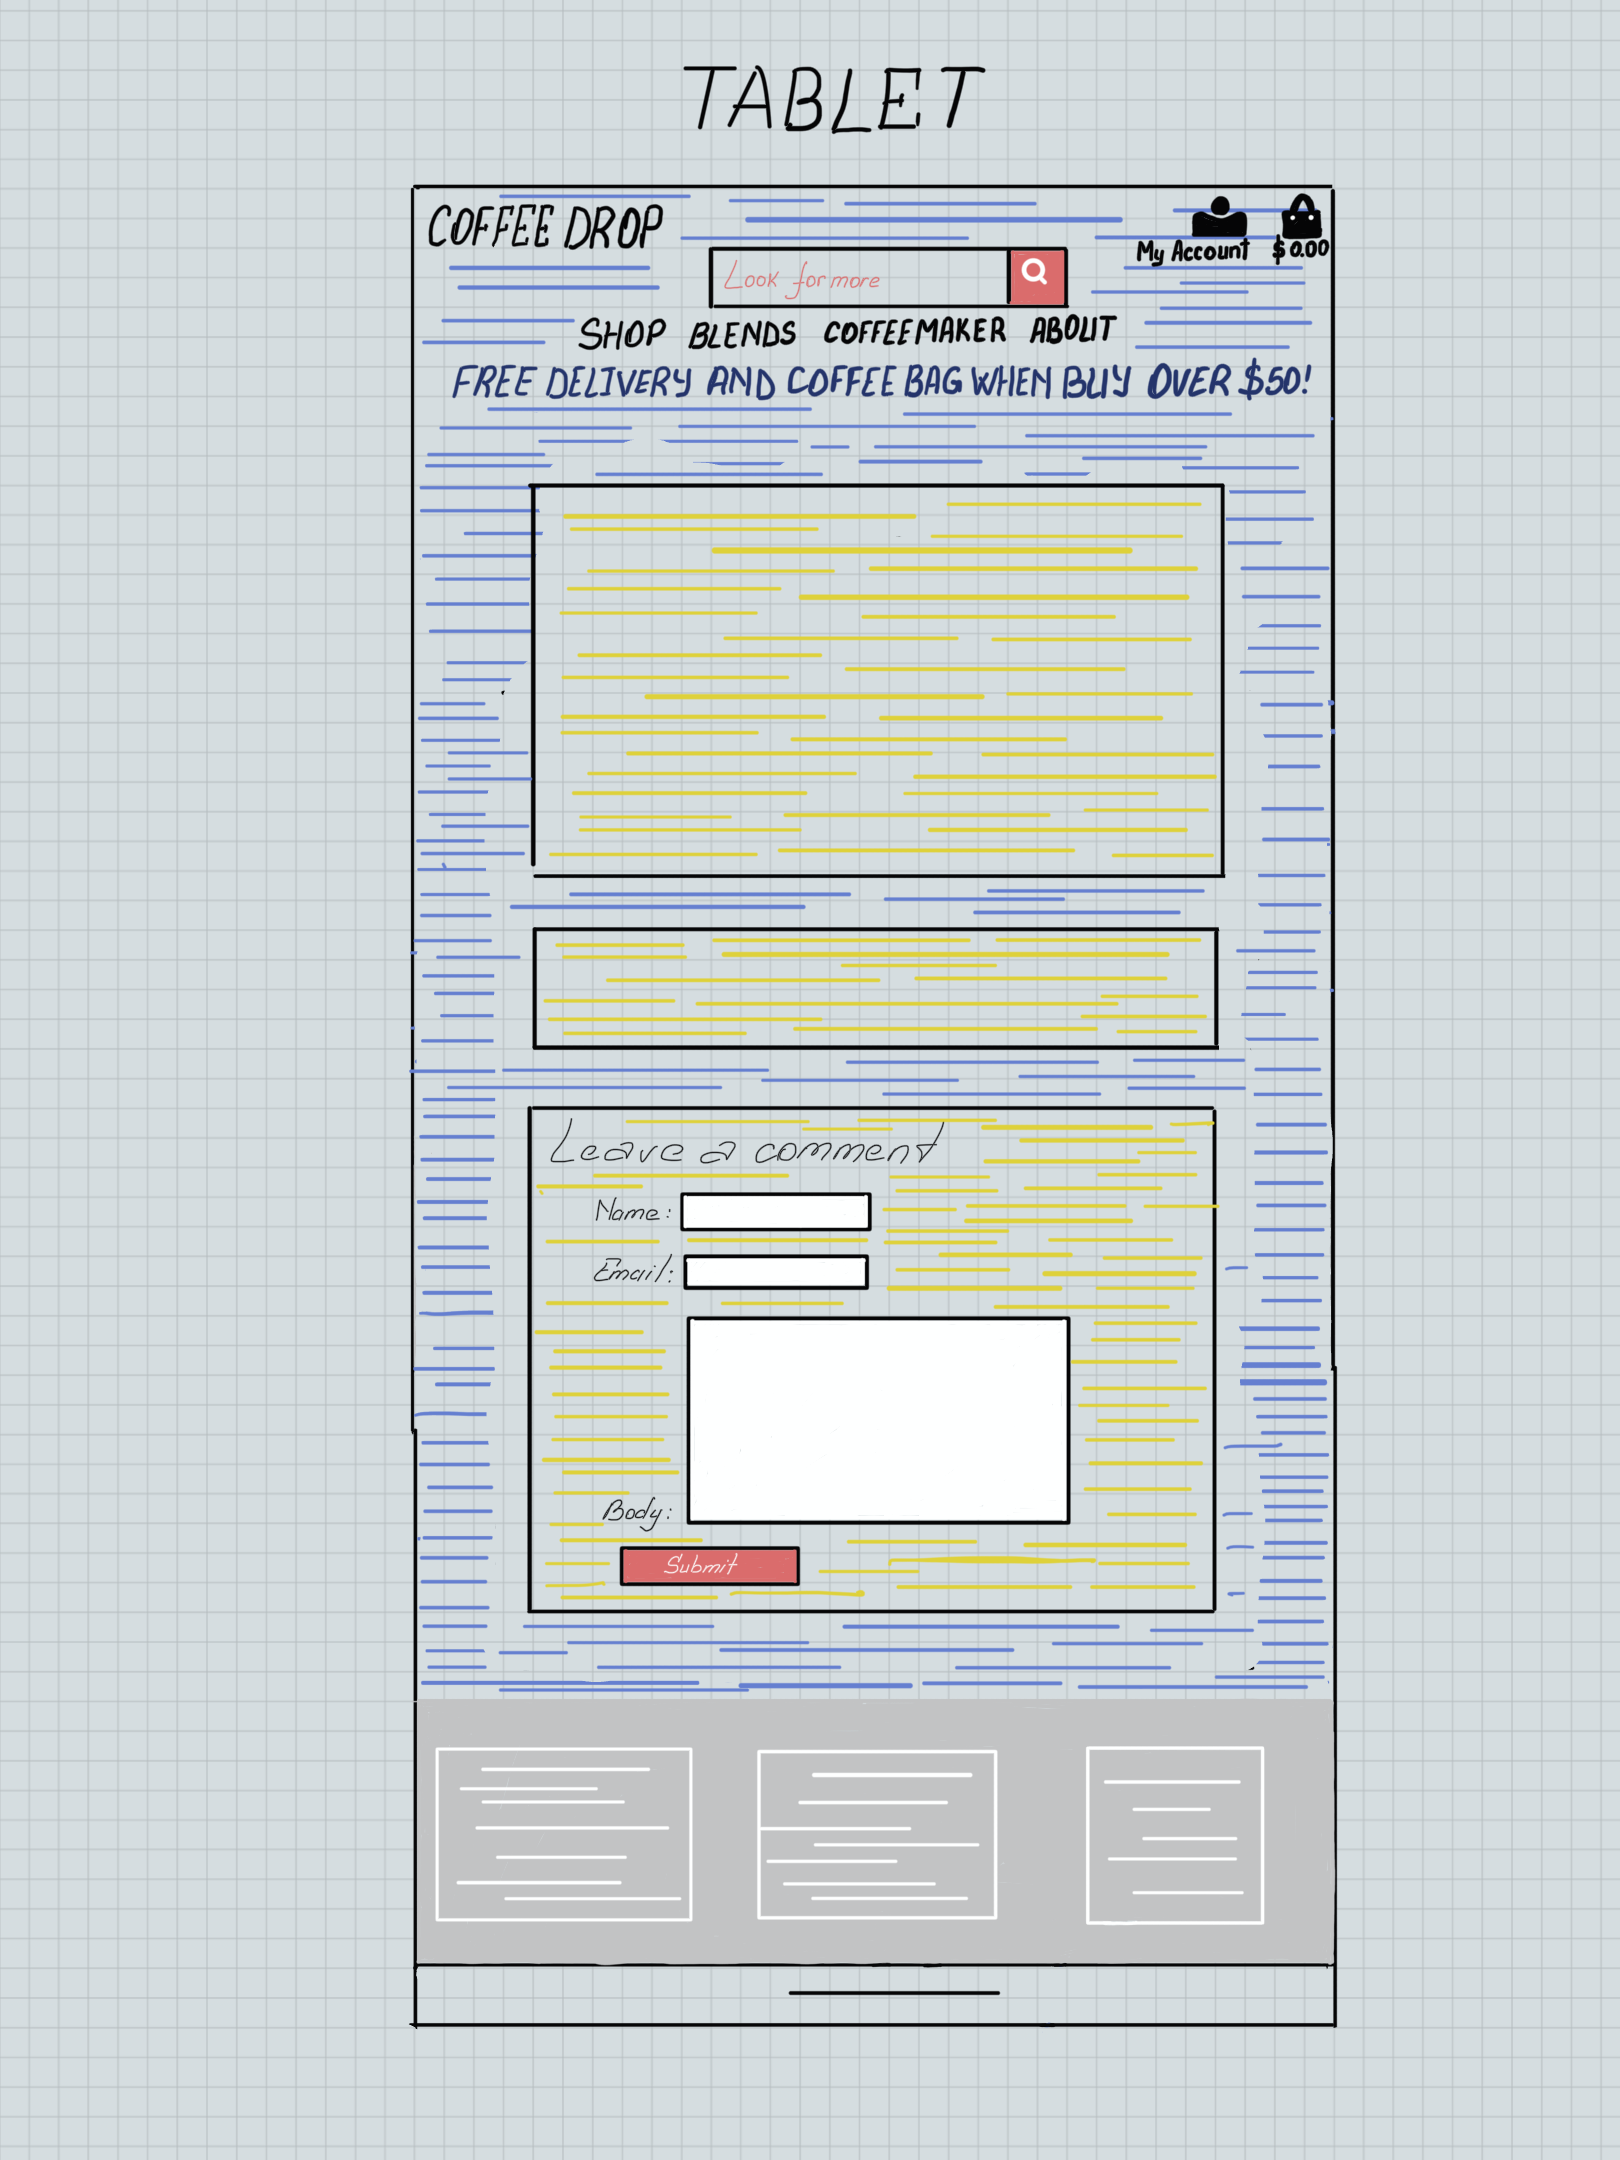 TABLET
COFFEE DROP
My Account $0.00
Look for more
SHOP BLENDS COFFEEMAKER ABOUT
FREE DELIVERY AND COFFEE BAG WHEN BUY OVER $50!
Leave a comment
Name:
Email:
Body:
Submit